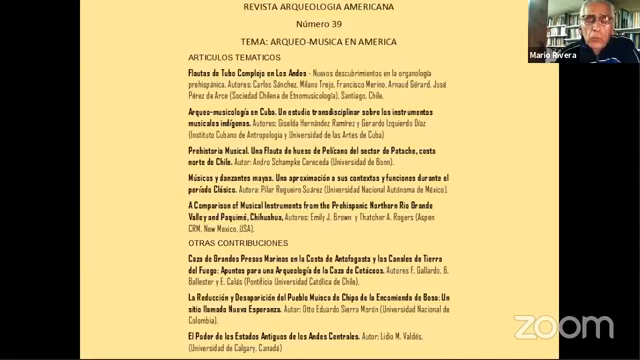 REVISTA ARQUEOLOGIA AMERICANA
Número 39
TEMA: ARQUEO-MUSICA EN AMERICA
ARTICULOS TEMATICOS
Flautas de Tubo Complejo en Los Andes - Nuevos descubrimientos en la organología
prehispánica. Autores: Carlos Sánchez, Milano Trejo, Francisco Merino, Arnaud Gérard, José
Pérez de Arce (Sociedad Chilena de Etnomusicología), Santiago, Chile.
Arqueo-musicología en Cuba. Un estudio transdisciplinar sobre los instrumentos
musicales indígenas. Autores: Giselda Hernández Ramírez y Gerardo Izquierdo Díaz
(Instituto Cubano de Antropología y Universidad de las Artes de Cuba)
Prehistoria Musical. Una Flauta de hueso de Pelícano del sector de Patache, costa
norte de Chile. Autor: Andro Schampke Cereceda (Universidad de Bonn).
Músicos y danzantes mayas. Una aproximación a sus contextos y funciones durante el
período Clásico. Autora: Pilar Regueiro Suárez (Universidad Nacional Autónoma de México).
A Comparison of Musical Instruments from the Prehispanic Northern Rio Grande
Valley and Paquimé, Chihuahua, Autores: Emily J. Brown y Thatcher A. Rogers (Aspen
CRM, New Mexico, USA).
OTRAS CONTRIBUCIONES
Caza de Grandes Presas Marinas en la Costa de Antofagasta y los Canales de Tierra
del Fuego: Apuntes para una Arqueología de la Caza de Cetáceos. Autores F. Gallardo, B.
Ballester y E. Calás (Pontificia Universidad Católica de Chile).
La Reducción y Desaparición del Pueblo Muisca de Chipa de la Encomienda de Bosa: Un
sitio llamado Nueva Esperanza. Autor: Otto Eduardo Sierra Morón (Universidad Nacional de
Colombia).
El Poder de los Estados Antiguos de los Andes Centrales. Autor: Lidio M. Valdés,
(Universidad de Calgary, Canadá)
Mario Rivera
zoom